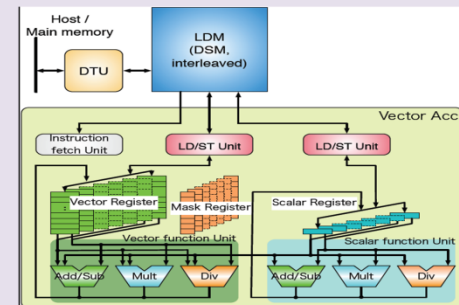 Host /
Main memory
DTU
LDM
(DSM,
interleaved)
Vector Acc
Instruction
fetch Unit
LD/ST Unit
LD/ST Unit
Vector Register
Mask Register
Scalar Register
Vector function Unit
Scalar function Unit
Add/Sub
Mult
Div
Add/Sub
Mult
Div